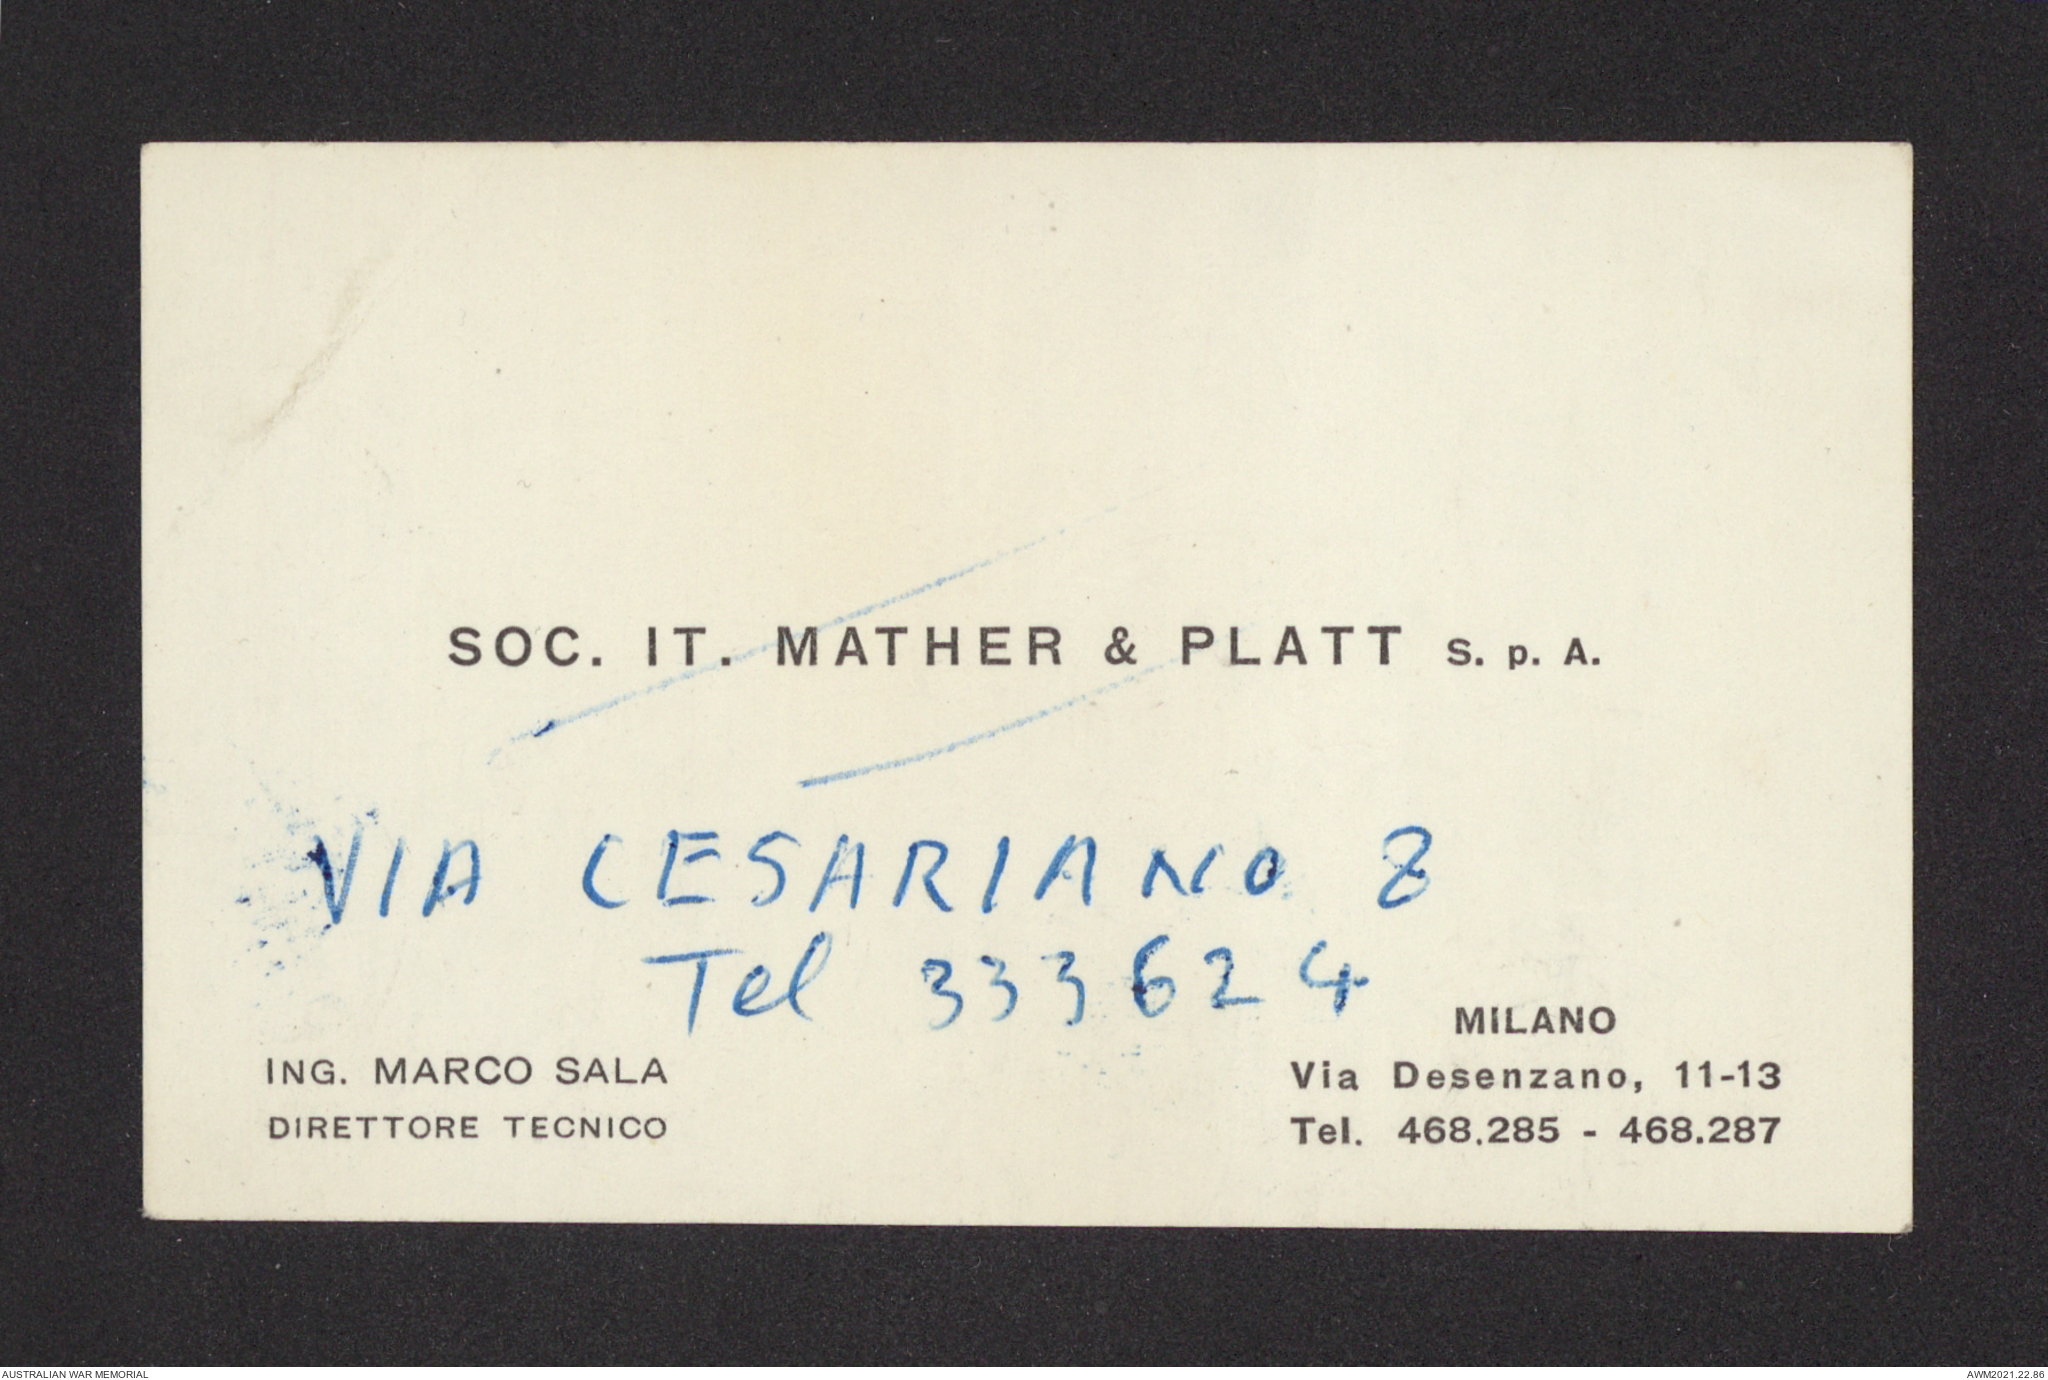 SOC. IT. MATHER & PLATT S. p. A.
VIA CESARIANO 8
Tel 333624
ING. MARCO SALA
DIRETTORE TECNICO
MILANO
Via Desenzano, 11-13
Tel. 468.285 - 468.287
AUSTRALIAN WAR MEMORIAL
AWM2021.22.86